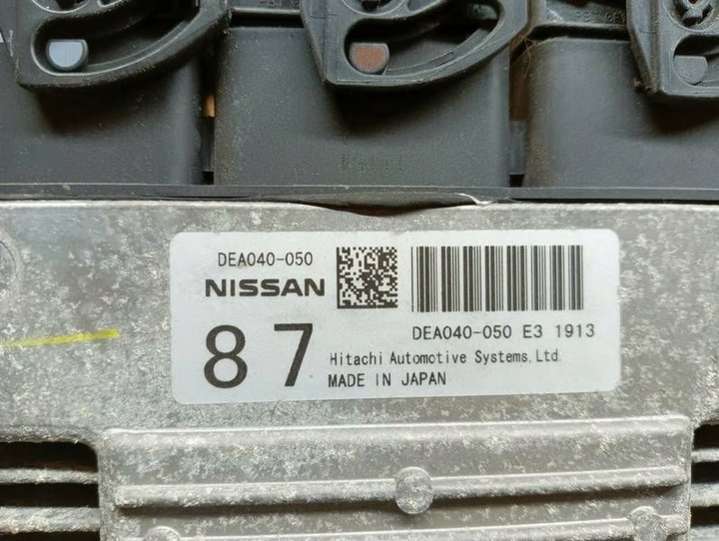 DEA040-050
NISSAN
87
DEA040-050 E3 1913
Hitachi Automotive Systems,Ltd.
MADE IN JAPAN